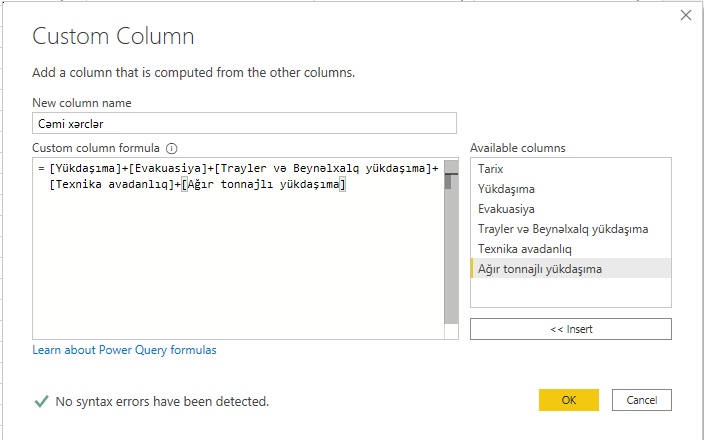 Custom Column
Add a column that is computed from the other columns.
New column name
Cəmi xərclər
Custom column formula
= [Yükdaşıma]+[Evakuasiya]+[Trayler və Beynəlxalq yükdaşıma]+
[Texnika avadanlıq]+[Ağır tonnajlı yükdaşıma]
Available columns
Tarix
Yükdaşıma
Evakuasiya
Trayler və Beynəlxalq yükdaşıma
Texnika avadanlıq
Ağır tonnajlı yükdaşıma
<< Insert
Learn about Power Query formulas
No syntax errors have been detected.
OK
Cancel